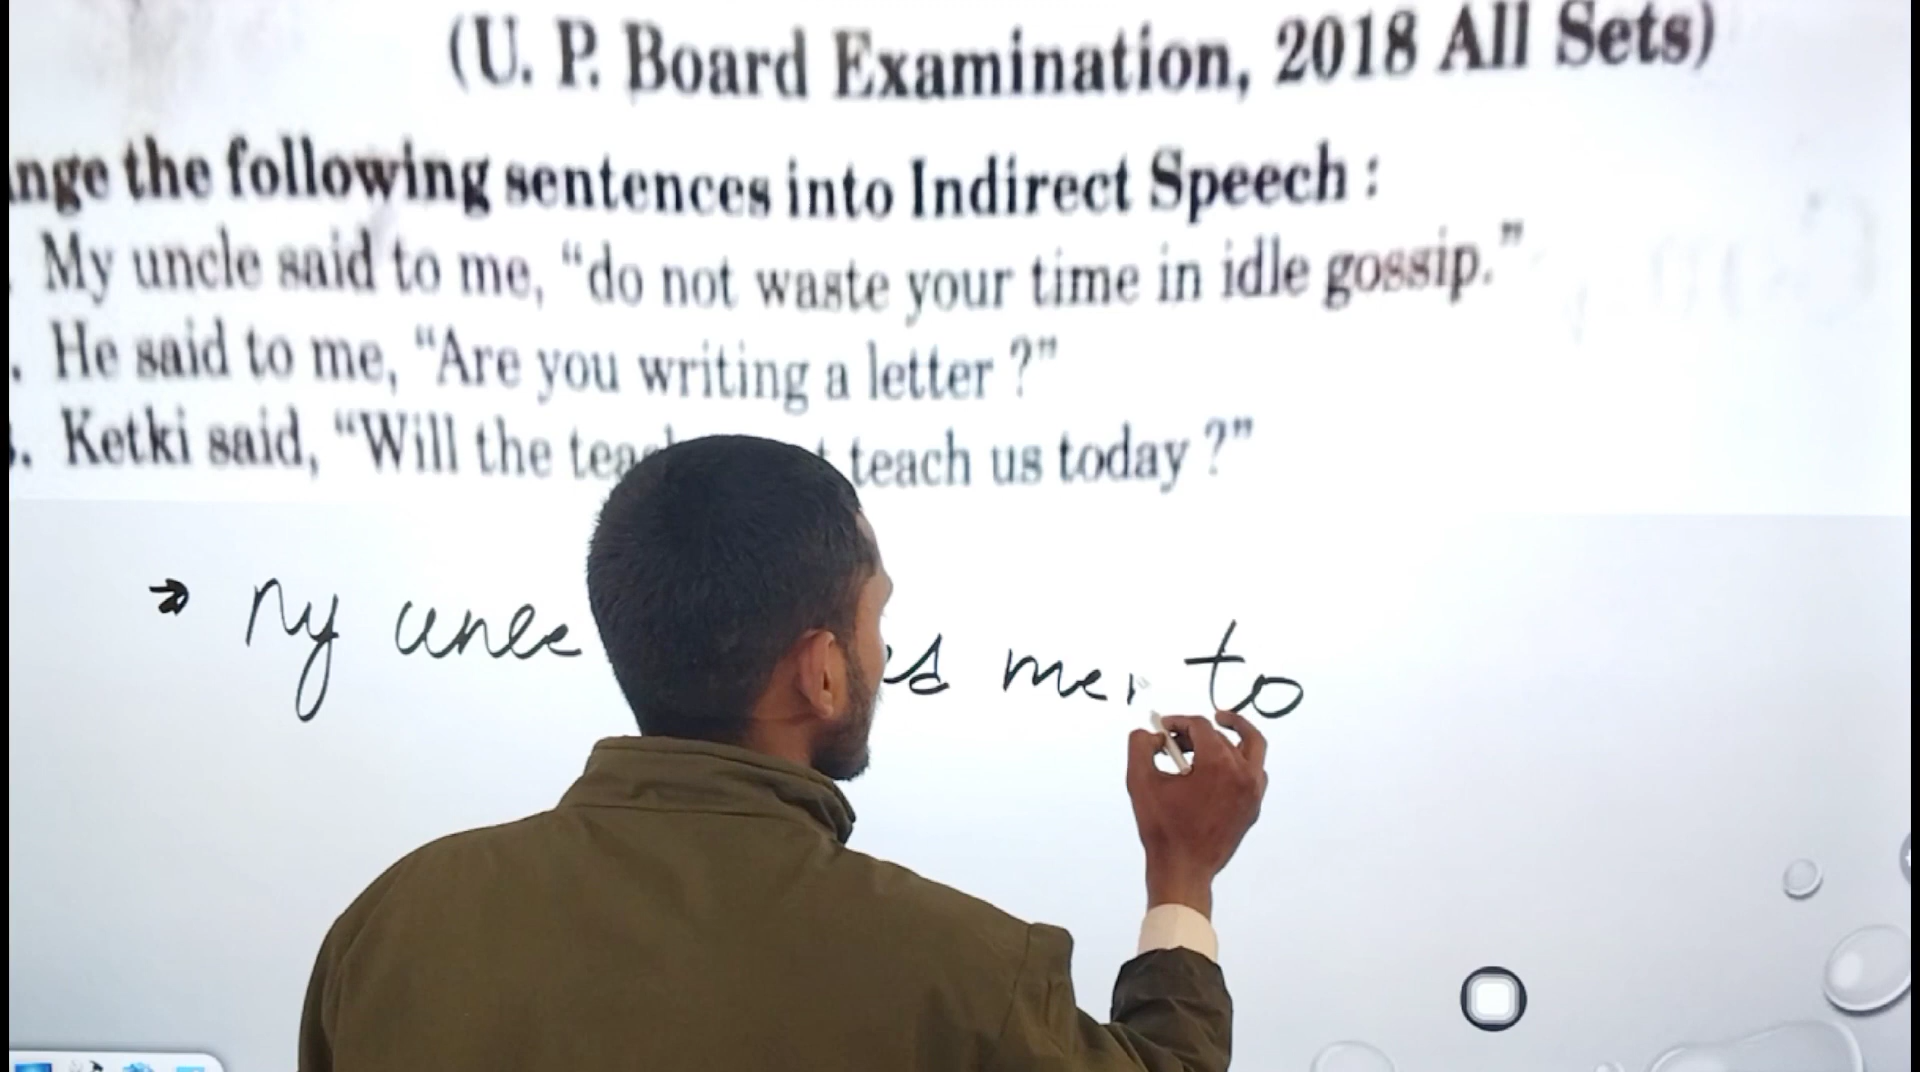 (U. P. Board Examination, 2018 All Sets)
nge the following sentences into Indirect Speech :
My uncle said to me, “do not waste your time in idle gossip.”
. He said to me, “Are you writing a letter ?”
. Ketki said, “Will the teach teach us today ?”
→ My uncle me to